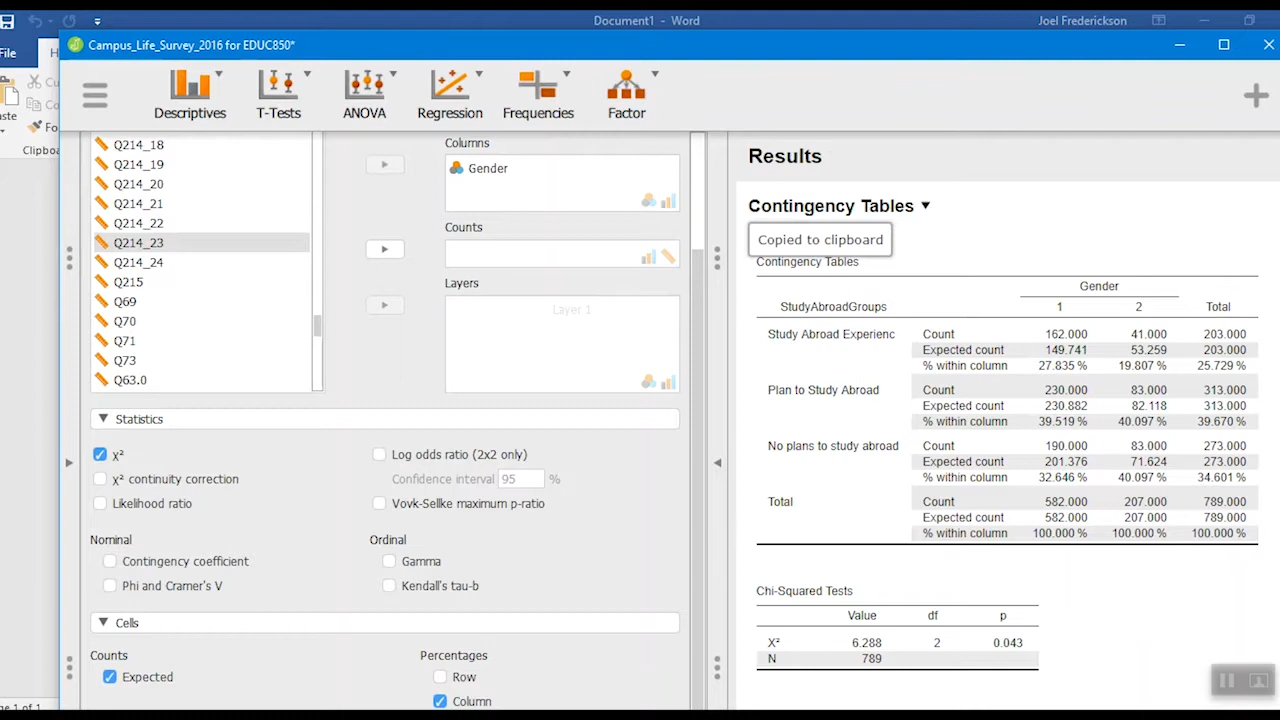 Document1 - Word
Joel Frederickson
File
Campus_Life_Survey_2016 for EDUC850*
Descriptives
T-Tests
ANOVA
Regression
Frequencies
Factor
Clipboa
Q214_18
Q214_19
Q214_20
Q214_21
Q214_22
Q214_23
Q214_24
Q215
Q69
Q70
Q71
Q73
Q63.0
Columns
Gender
Counts
Layers
Layer 1
Statistics
χ²
χ² continuity correction
Likelihood ratio
Log odds ratio (2x2 only)
Confidence interval 95 %
Vovk-Sellke maximum p-ratio
Nominal
Contingency coefficient
Phi and Cramer's V
Ordinal
Gamma
Kendall's tau-b
Cells
Counts
Expected
Percentages
Row
Column
Results
Contingency Tables
Copied to clipboard
Contingency Tables
Gender
StudyAbroadGroups 1 2 Total
Study Abroad Experienc Count 162.000 41.000 203.000
Expected count 149.741 53.259 203.000
% within column 27.835 % 19.807 % 25.729 %
Plan to Study Abroad Count 230.000 83.000 313.000
Expected count 230.882 82.118 313.000
% within column 39.519 % 40.097 % 39.670 %
No plans to study abroad Count 190.000 83.000 273.000
Expected count 201.376 71.624 273.000
% within column 32.646 % 40.097 % 34.601 %
Total Count 582.000 207.000 789.000
Expected count 582.000 207.000 789.000
% within column 100.000 % 100.000 % 100.000 %
Chi-Squared Tests
Value df p
X² 6.288 2 0.043
N 789
ge 1 of 1